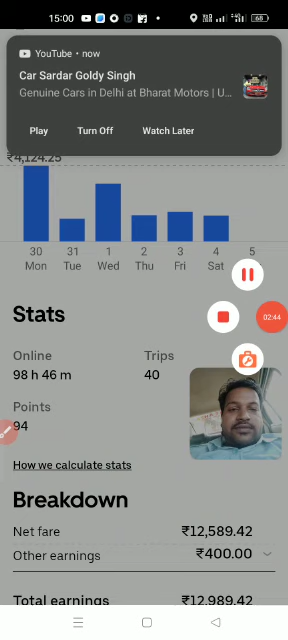 15:00
68
YouTube • now
Car Sardar Goldy Singh
Genuine Cars in Delhi at Bharat Motors | U...
Play Turn Off Watch Later
₹4,124.25
30 31 1 2 3 4 5
Mon Tue Wed Thu Fri Sat
02:44
Stats
Online Trips
98 h 46 m 40
Points
94
How we calculate stats
Breakdown
Net fare ₹12,589.42
Other earnings ₹400.00
Total earnings ₹12,989.42